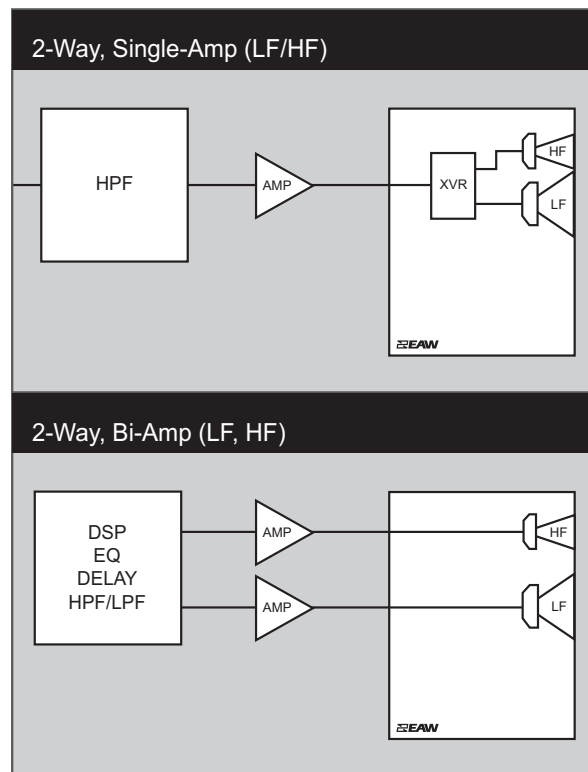 2-Way, Single-Amp (LF/HF)
HPF
AMP
XVR
HF
LF
EAW
2-Way, Bi-Amp (LF, HF)
DSP
EQ
DELAY
HPF/LPF
AMP
HF
AMP
LF
EAW